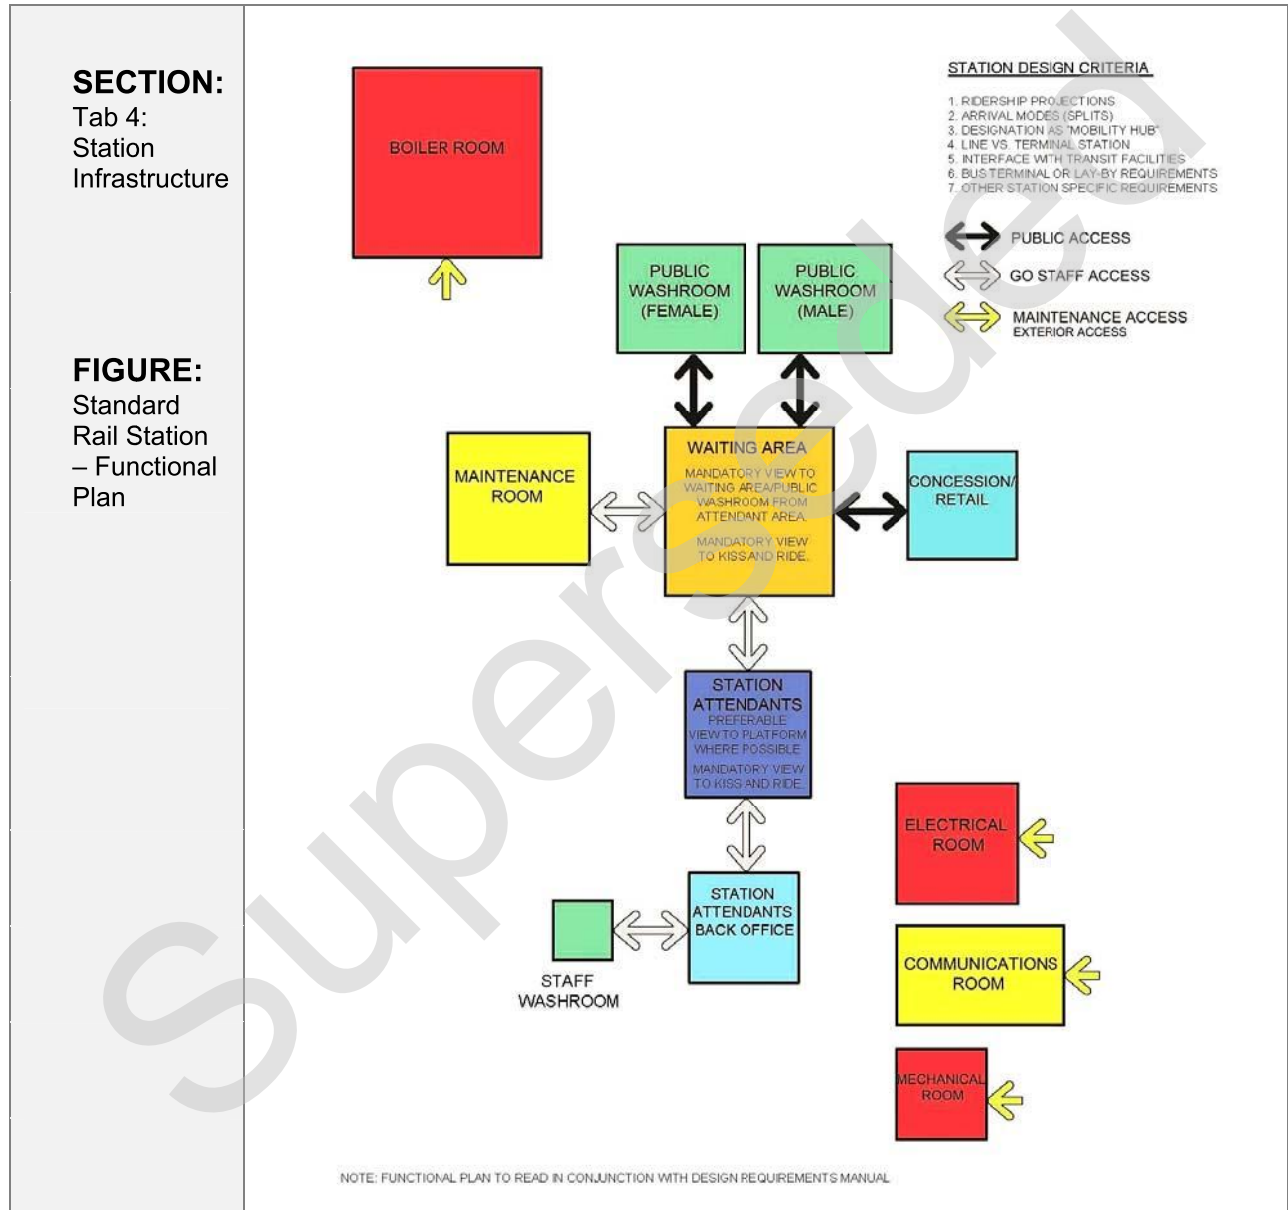 SECTION:
Tab 4:
Station
Infrastructure
FIGURE:
Standard
Rail Station
– Functional
Plan
BOILER ROOM
STATION DESIGN CRITERIA
1. RIDERSHIP PROJECTIONS
2. ARRIVAL MODES (SPLITS)
3. DESIGNATION AS "MOBILITY HUB"
4. LINE VS. TERMINAL STATION
5. INTERFACE WITH TRANSIT FACILITIES
6. BUS TERMINAL OR LAY-BY REQUIREMENTS
7. OTHER STATION SPECIFIC REQUIREMENTS
PUBLIC ACCESS
GO STAFF ACCESS
MAINTENANCE ACCESS
EXTERIOR ACCESS
PUBLIC
WASHROOM
(FEMALE)
PUBLIC
WASHROOM
(MALE)
MAINTENANCE
ROOM
WAITING AREA
MANDATORY VIEW TO
WAITING AREA/PUBLIC
WASHROOM FROM
ATTENDANT AREA.
MANDATORY VIEW
TO KISS AND RIDE.
CONCESSION/
RETAIL
STATION
ATTENDANTS
PREFERABLE
VIEW TO PLATFORM
WHERE POSSIBLE
MANDATORY VIEW
TO KISS AND RIDE.
STATION
ATTENDANTS
BACK OFFICE
STAFF
WASHROOM
ELECTRICAL
ROOM
COMMUNICATIONS
ROOM
MECHANICAL
ROOM
NOTE: FUNCTIONAL PLAN TO READ IN CONJUNCTION WITH DESIGN REQUIREMENTS MANUAL
Superseded